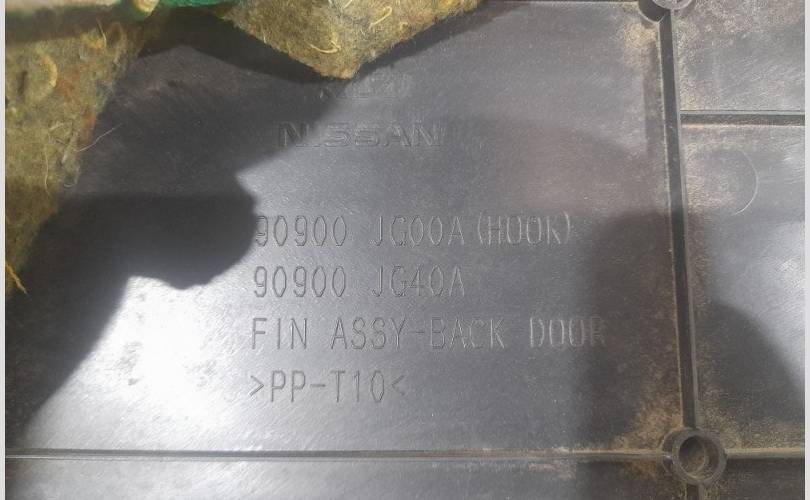 NISSAN
90900 JG00A(HOOK)
90900 JG40A
FIN ASSY-BACK DOOR
>PP-T10<